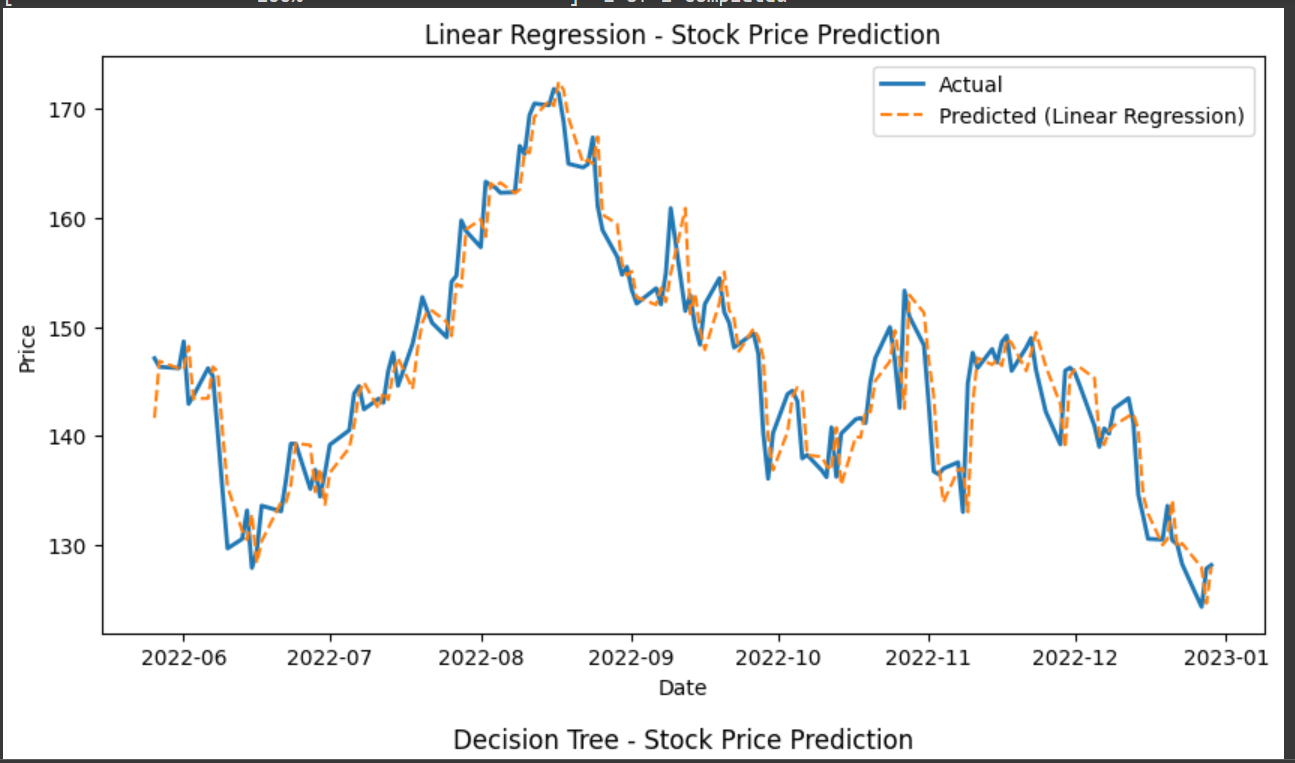 Linear Regression - Stock Price Prediction
Actual
Predicted (Linear Regression)
170
160
150
140
130
Price
2022-06 2022-07 2022-08 2022-09 2022-10 2022-11 2022-12 2023-01
Date
Decision Tree - Stock Price Prediction